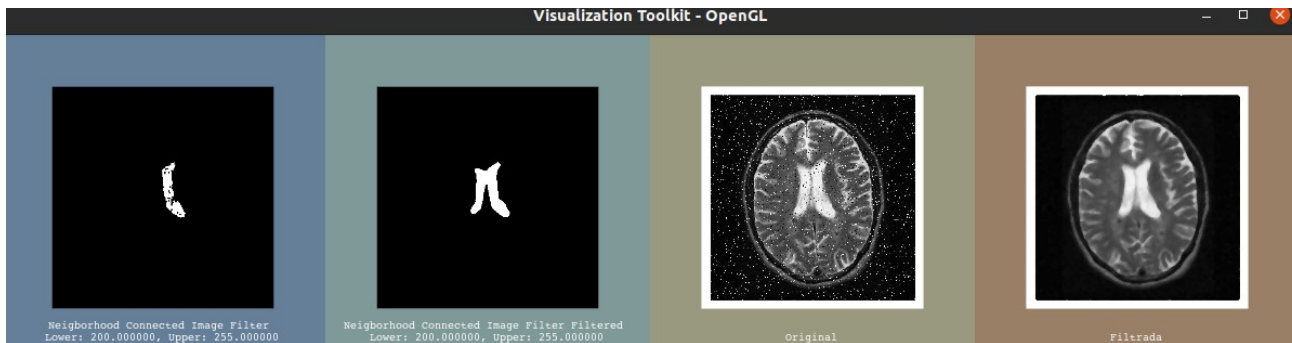 Visualization Toolkit - OpenGL
Neigborhood Connected Image Filter
Lower: 200.000000, Upper: 255.000000
Neigborhood Connected Image Filter Filtered
Lower: 200.000000, Upper: 255.000000
Original
Filtrada